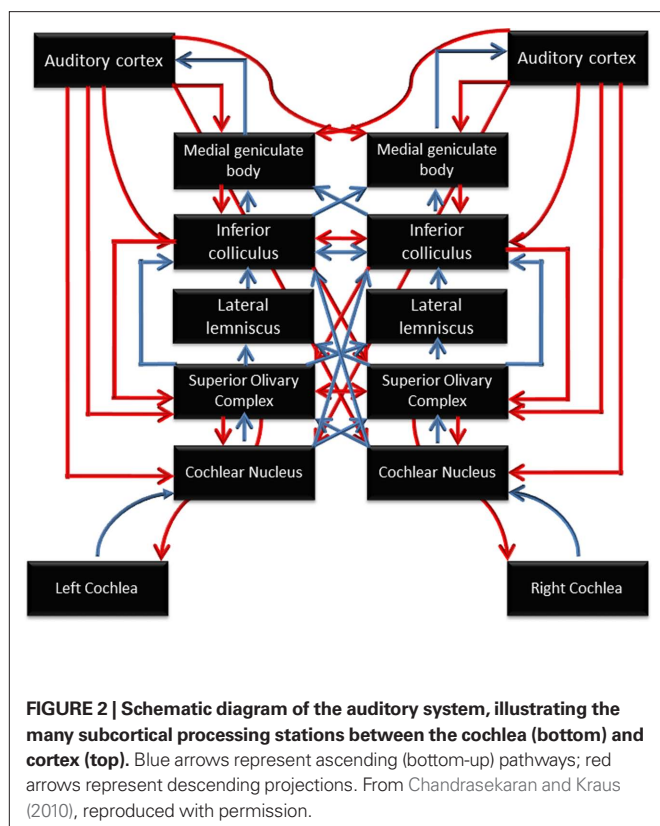 Auditory cortex
Auditory cortex
Medial geniculate
body
Medial geniculate
body
Inferior
colliculus
Inferior
colliculus
Lateral
lemniscus
Lateral
lemniscus
Superior Olivary
Complex
Superior Olivary
Complex
Cochlear Nucleus
Cochlear Nucleus
Left Cochlea
Right Cochlea
FIGURE 2 | Schematic diagram of the auditory system, illustrating the
many subcortical processing stations between the cochlea (bottom) and
cortex (top). Blue arrows represent ascending (bottom-up) pathways; red
arrows represent descending projections. From Chandrasekaran and Kraus
(2010), reproduced with permission.